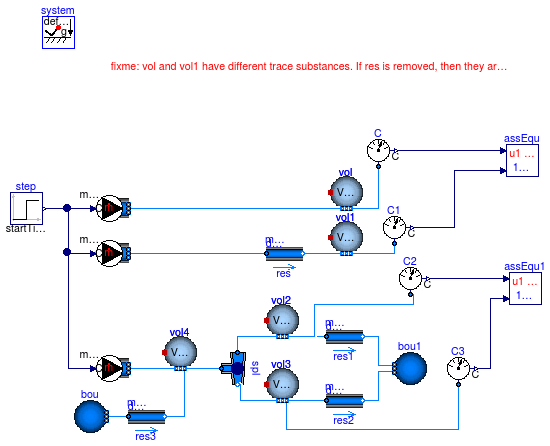 system
def...
g
fixme: vol and vol1 have different trace substances. If res is removed, then they ar...
C
assEqu
u1 ...
1...
C
step
startTi...
m...
vol
V...
m...
vol1
V...
C1
C
m...
d...
res
C2
C
assEqu1
u1 ...
1...
vol2
V...
m...
d...
res1
vol4
V...
m...
spl
vol3
V...
bou1
C3
C
m...
d...
res2
bou
m...
d...
res3